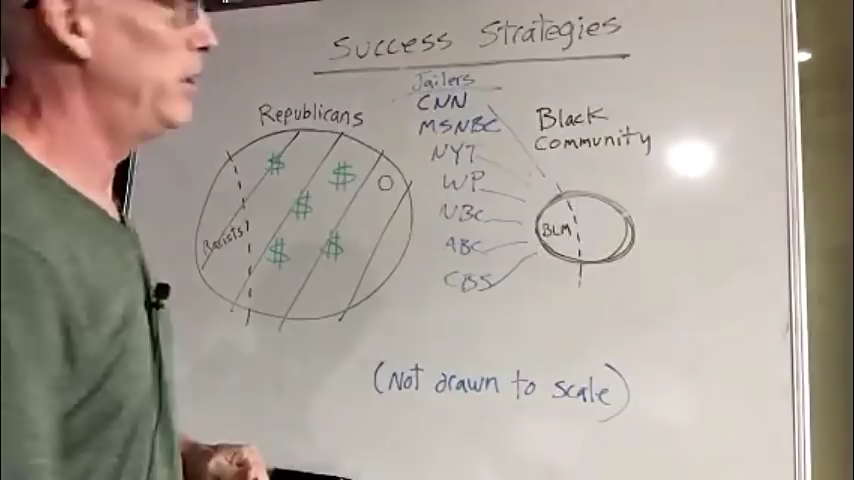 Success Strategies
Jailers
CNN
MSNBC
NYT
WP
NBC
ABC
CBS
Republicans
Racists!
$
$
$
$
$
Black
Community
BLM
(Not drawn to scale)